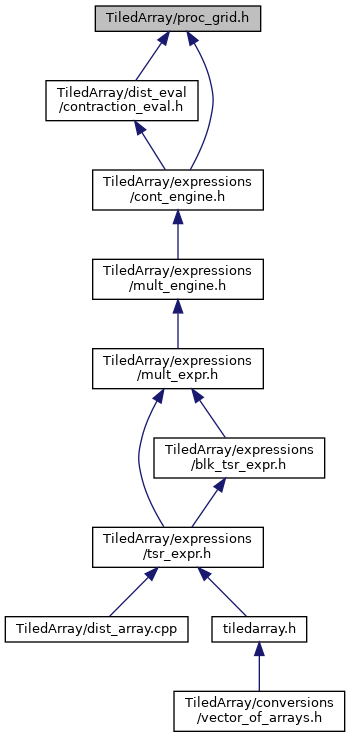 TiledArray/proc_grid.h
TiledArray/dist_eval
/contraction_eval.h
TiledArray/expressions
/cont_engine.h
TiledArray/expressions
/mult_engine.h
TiledArray/expressions
/mult_expr.h
TiledArray/expressions
/blk_tsr_expr.h
TiledArray/expressions
/tsr_expr.h
TiledArray/dist_array.cpp
tiledarray.h
TiledArray/conversions
/vector_of_arrays.h